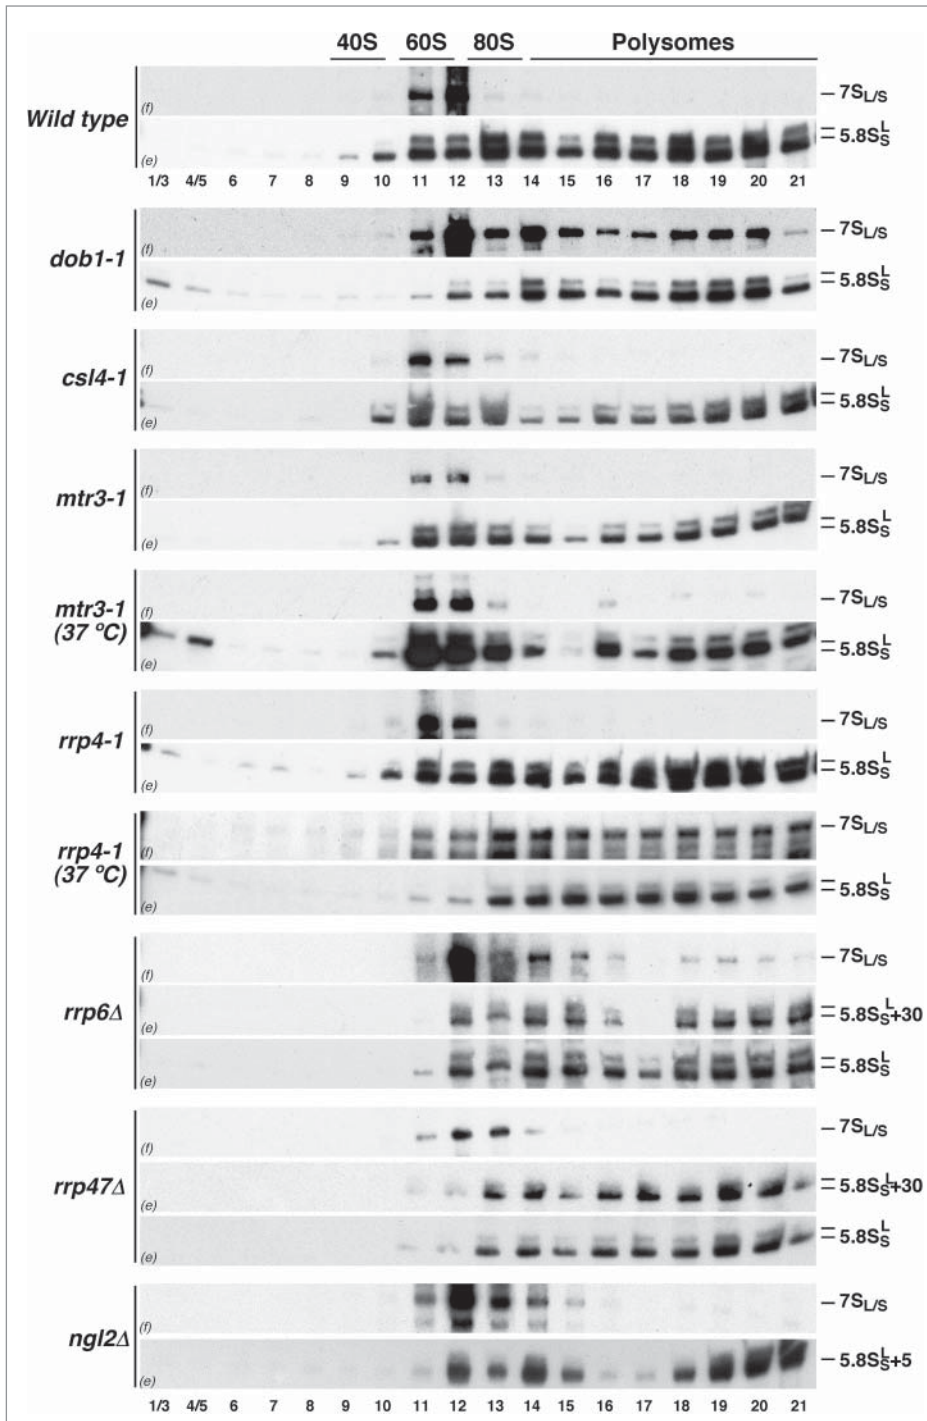 40S 60S 80S Polysomes
Wild type
(f) 7SL/S
(e) 5.8SLS
1/3 4/5 6 7 8 9 10 11 12 13 14 15 16 17 18 19 20 21
dob1-1
(f) 7SL/S
(e) 5.8SLS
csl4-1
(f) 7SL/S
(e) 5.8SLS
mtr3-1
(f) 7SL/S
(e) 5.8SLS
mtr3-1
(37 ºC)
(f) 7SL/S
(e) 5.8SLS
rrp4-1
(f) 7SL/S
(e) 5.8SLS
rrp4-1
(37 ºC)
(f) 7SL/S
(e) 5.8SLS
rrp6Δ
(f) 7SL/S
(e) 5.8SLS+30
(e) 5.8SLS
rrp47Δ
(f) 7SL/S
(e) 5.8SLS+30
(e) 5.8SLS
ngl2Δ
(f) 7SL/S
(e) 5.8SLS+5
1/3 4/5 6 7 8 9 10 11 12 13 14 15 16 17 18 19 20 21